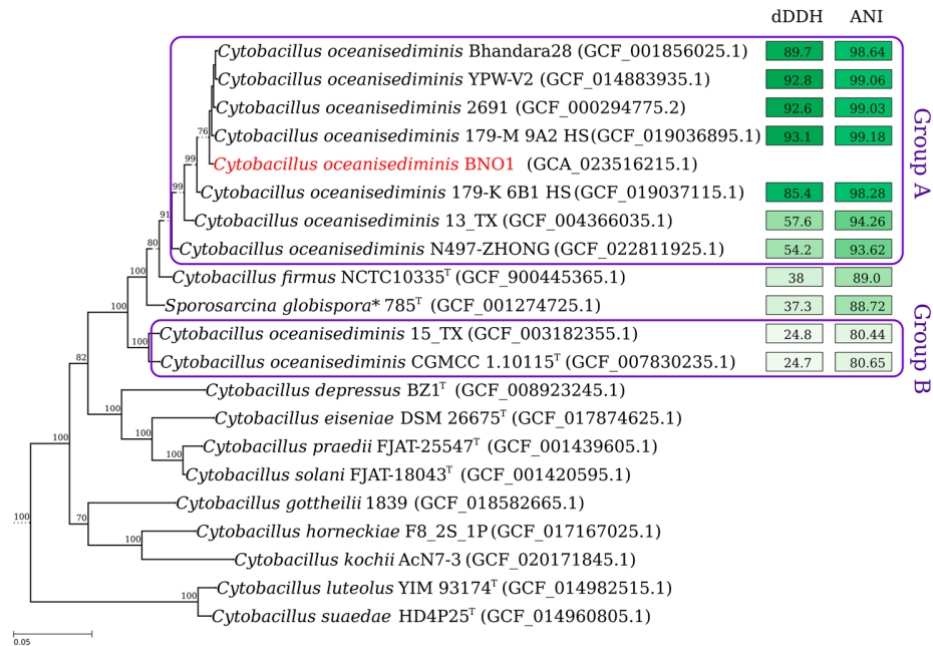 dDDH ANI
Cytobacillus oceanisediminis Bhandara28 (GCF_001856025.1) 89.7 98.64
Cytobacillus oceanisediminis YPW-V2 (GCF_014883935.1) 92.8 99.06
Cytobacillus oceanisediminis 2691 (GCF_000294775.2) 92.6 99.03
76 Cytobacillus oceanisediminis 179-M 9A2 HS(GCF_019036895.1) 93.1 99.18
99 Cytobacillus oceanisediminis BNO1 (GCA_023516215.1)
99 Cytobacillus oceanisediminis 179-K 6B1 HS(GCF_019037115.1) 85.4 98.28
91 Cytobacillus oceanisediminis 13_TX (GCF_004366035.1) 57.6 94.26
80 Cytobacillus oceanisediminis N497-ZHONG (GCF_022811925.1) 54.2 93.62
Group A
100 Cytobacillus firmus NCTC10335ᵀ (GCF_900445365.1) 38 89.0
100 Sporosarcina globispora* 785ᵀ (GCF_001274725.1) 37.3 88.72
100 Cytobacillus oceanisediminis 15_TX (GCF_003182355.1) 24.8 80.44
82 Cytobacillus oceanisediminis CGMCC 1.10115ᵀ (GCF_007830235.1) 24.7 80.65
Group B
Cytobacillus depressus BZ1ᵀ (GCF_008923245.1)
100 Cytobacillus eiseniae DSM 26675ᵀ (GCF_017874625.1)
100 100 Cytobacillus praedii FJAT-25547ᵀ (GCF_001439605.1)
100 Cytobacillus solani FJAT-18043ᵀ (GCF_001420595.1)
Cytobacillus gottheilii 1839 (GCF_018582665.1)
100 70 Cytobacillus horneckiae F8_2S_1P(GCF_017167025.1)
100 Cytobacillus kochii AcN7-3 (GCF_020171845.1)
Cytobacillus luteolus YIM 93174ᵀ (GCF_014982515.1)
100 Cytobacillus suaedae HD4P25ᵀ (GCF_014960805.1)
0.05